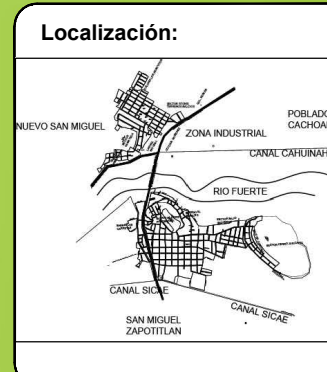 Localización:
NUEVO SAN MIGUEL
ZONA INDUSTRIAL
POBLADO
CACHOA
CANAL CAHUINAH
RIO FUERTE
CANAL SICAE
CANAL SICAE
SAN MIGUEL
ZAPOTITLAN